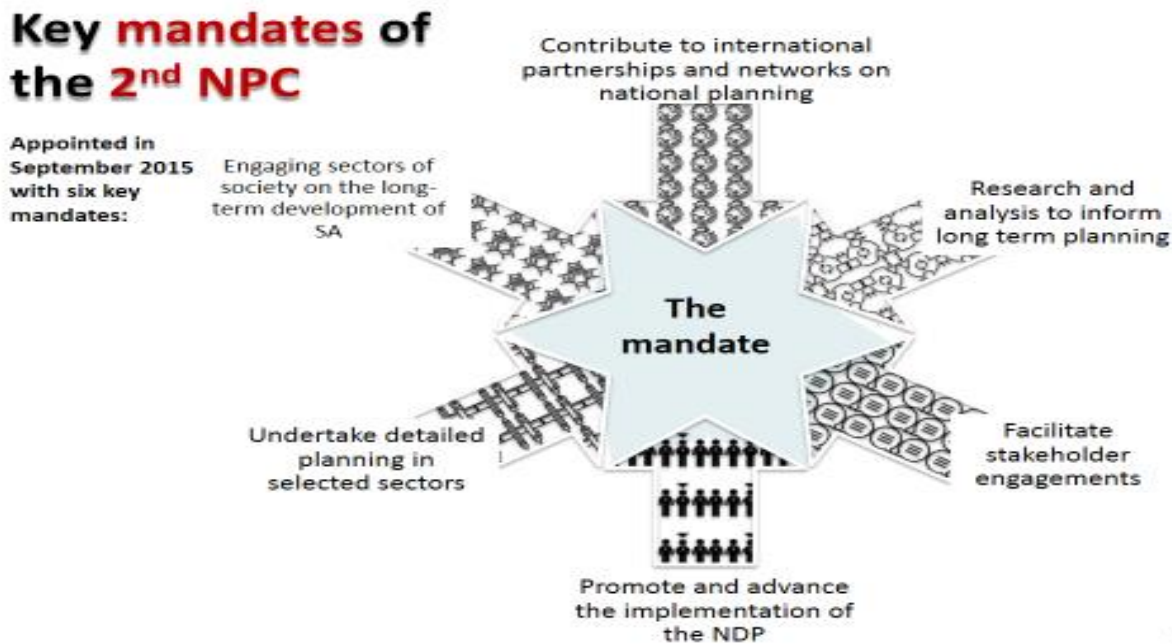 Key mandates of
the 2nd NPC
Appointed in
September 2015
with six key
mandates:
Contribute to international
partnerships and networks on
national planning
Research and
analysis to inform
long term planning
Facilitate
stakeholder
engagements
Promote and advance
the implementation of
the NDP
Undertake detailed
planning in
selected sectors
Engaging sectors of
society on the long-
term development of
SA
The
mandate